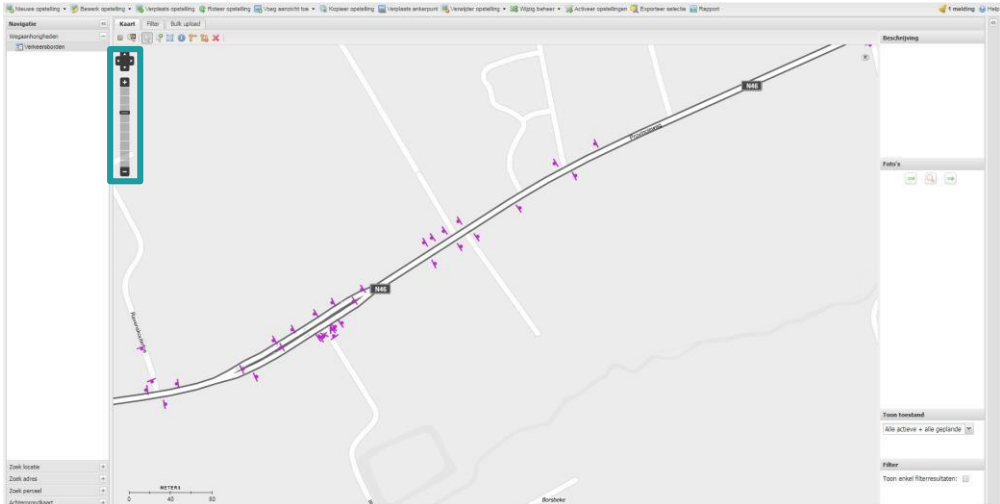 Nieuwe opstelling Bewerk opstelling Verplaats opstelling Roteer opstelling Voeg aanzicht toe Kopieer opstelling Verplaats ankerpunt Verwijder opstelling Wijzig beheer Activeer opstellingen Exporteer selectie Rapport 1 melding Help
Navigatie Kaart Filter Bulk upload
Wegaanhorigheden Beschrijving
Verkeersborden
N46
Provincieweg
Foto's
N46
Toon toestand
Alle actieve + alle geplande
Zoek locatie Filter
Zoek adres Toon enkel filterresultaten:
Zoek perceel METERS
Achtergrondkaart 0 40 80 Borsbeke